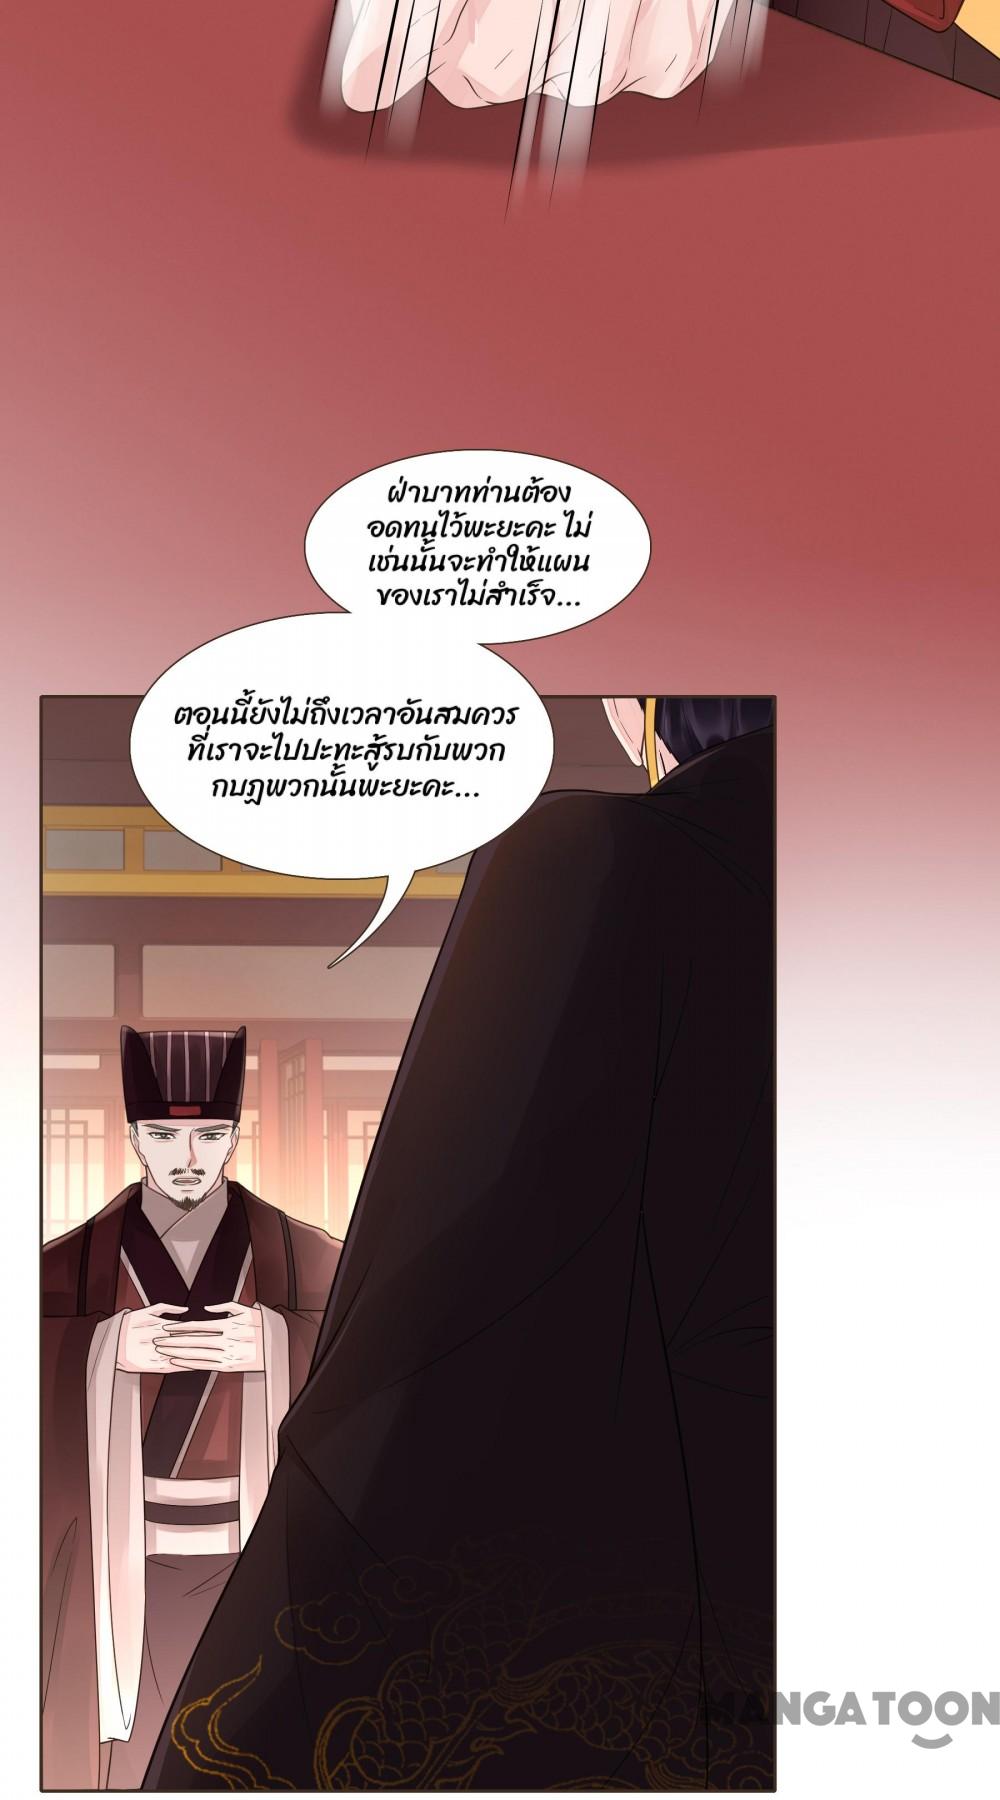 ฝ่าบาทท่านต้อง
อดทนไว้พะยะคะ ไม่
เช่นนั้นจะทำให้แผน
ของเราไม่สำเร็จ...
ตอนนี้ยังไม่ถึงเวลาอันสมควร
ที่เราจะไปปะทะสู้รบกับพวก
กบฏพวกนั้นพะยะคะ...
MANGATOON